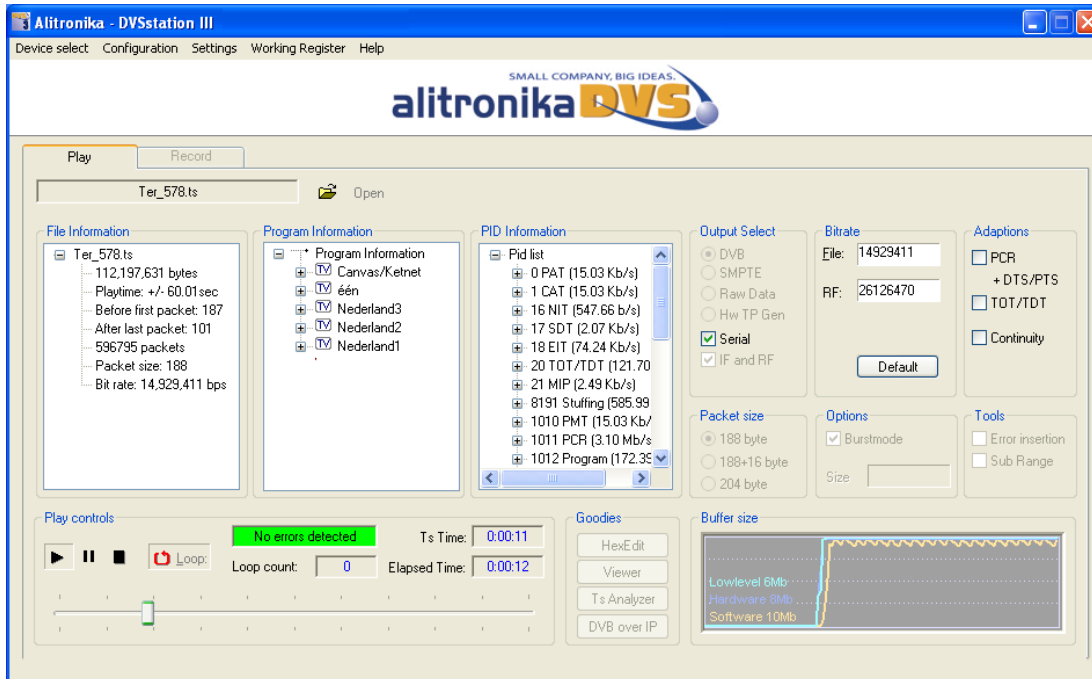 Alitronika - DVSstation III
Device select Configuration Settings Working Register Help
SMALL COMPANY, BIG IDEAS.
alitronika DVS
Play Record
Ter_578.ts Open
File Information
Ter_578.ts
112,197,631 bytes
Playtime: +/- 60.01sec
Before first packet: 187
After last packet: 101
596795 packets
Packet size: 188
Bit rate: 14,929,411 bps
Program Information
Program Information
TV Canvas/Ketnet
TV één
TV Nederland3
TV Nederland2
TV Nederland1
PID Information
Pid list
0 PAT (15.03 Kb/s)
1 CAT (15.03 Kb/s)
16 NIT (547.66 b/s)
17 SDT (2.07 Kb/s)
18 EIT (74.24 Kb/s)
20 TOT/TDT (121.70
21 MIP (2.49 Kb/s)
8191 Stuffing (585.99
1010 PMT (15.03 Kb/
1011 PCR (3.10 Mb/s
1012 Program (172.39
Output Select
DVB
SMPTE
Raw Data
Hw TP Gen
Serial
IF and RF
Bitrate
File: 14929411
RF: 26126470
Default
Adaptions
PCR
+ DTS/PTS
TOT/TDT
Continuity
Packet size
188 byte
188+16 byte
204 byte
Options
Burstmode
Size
Tools
Error insertion
Sub Range
Play controls
Loop:
No errors detected
Loop count: 0
Ts Time: 0:00:11
Elapsed Time: 0:00:12
Goodies
HexEdit
Viewer
Ts Analyzer
DVB over IP
Buffer size
Lowlevel 6Mb
Hardware 8Mb
Software 10Mb